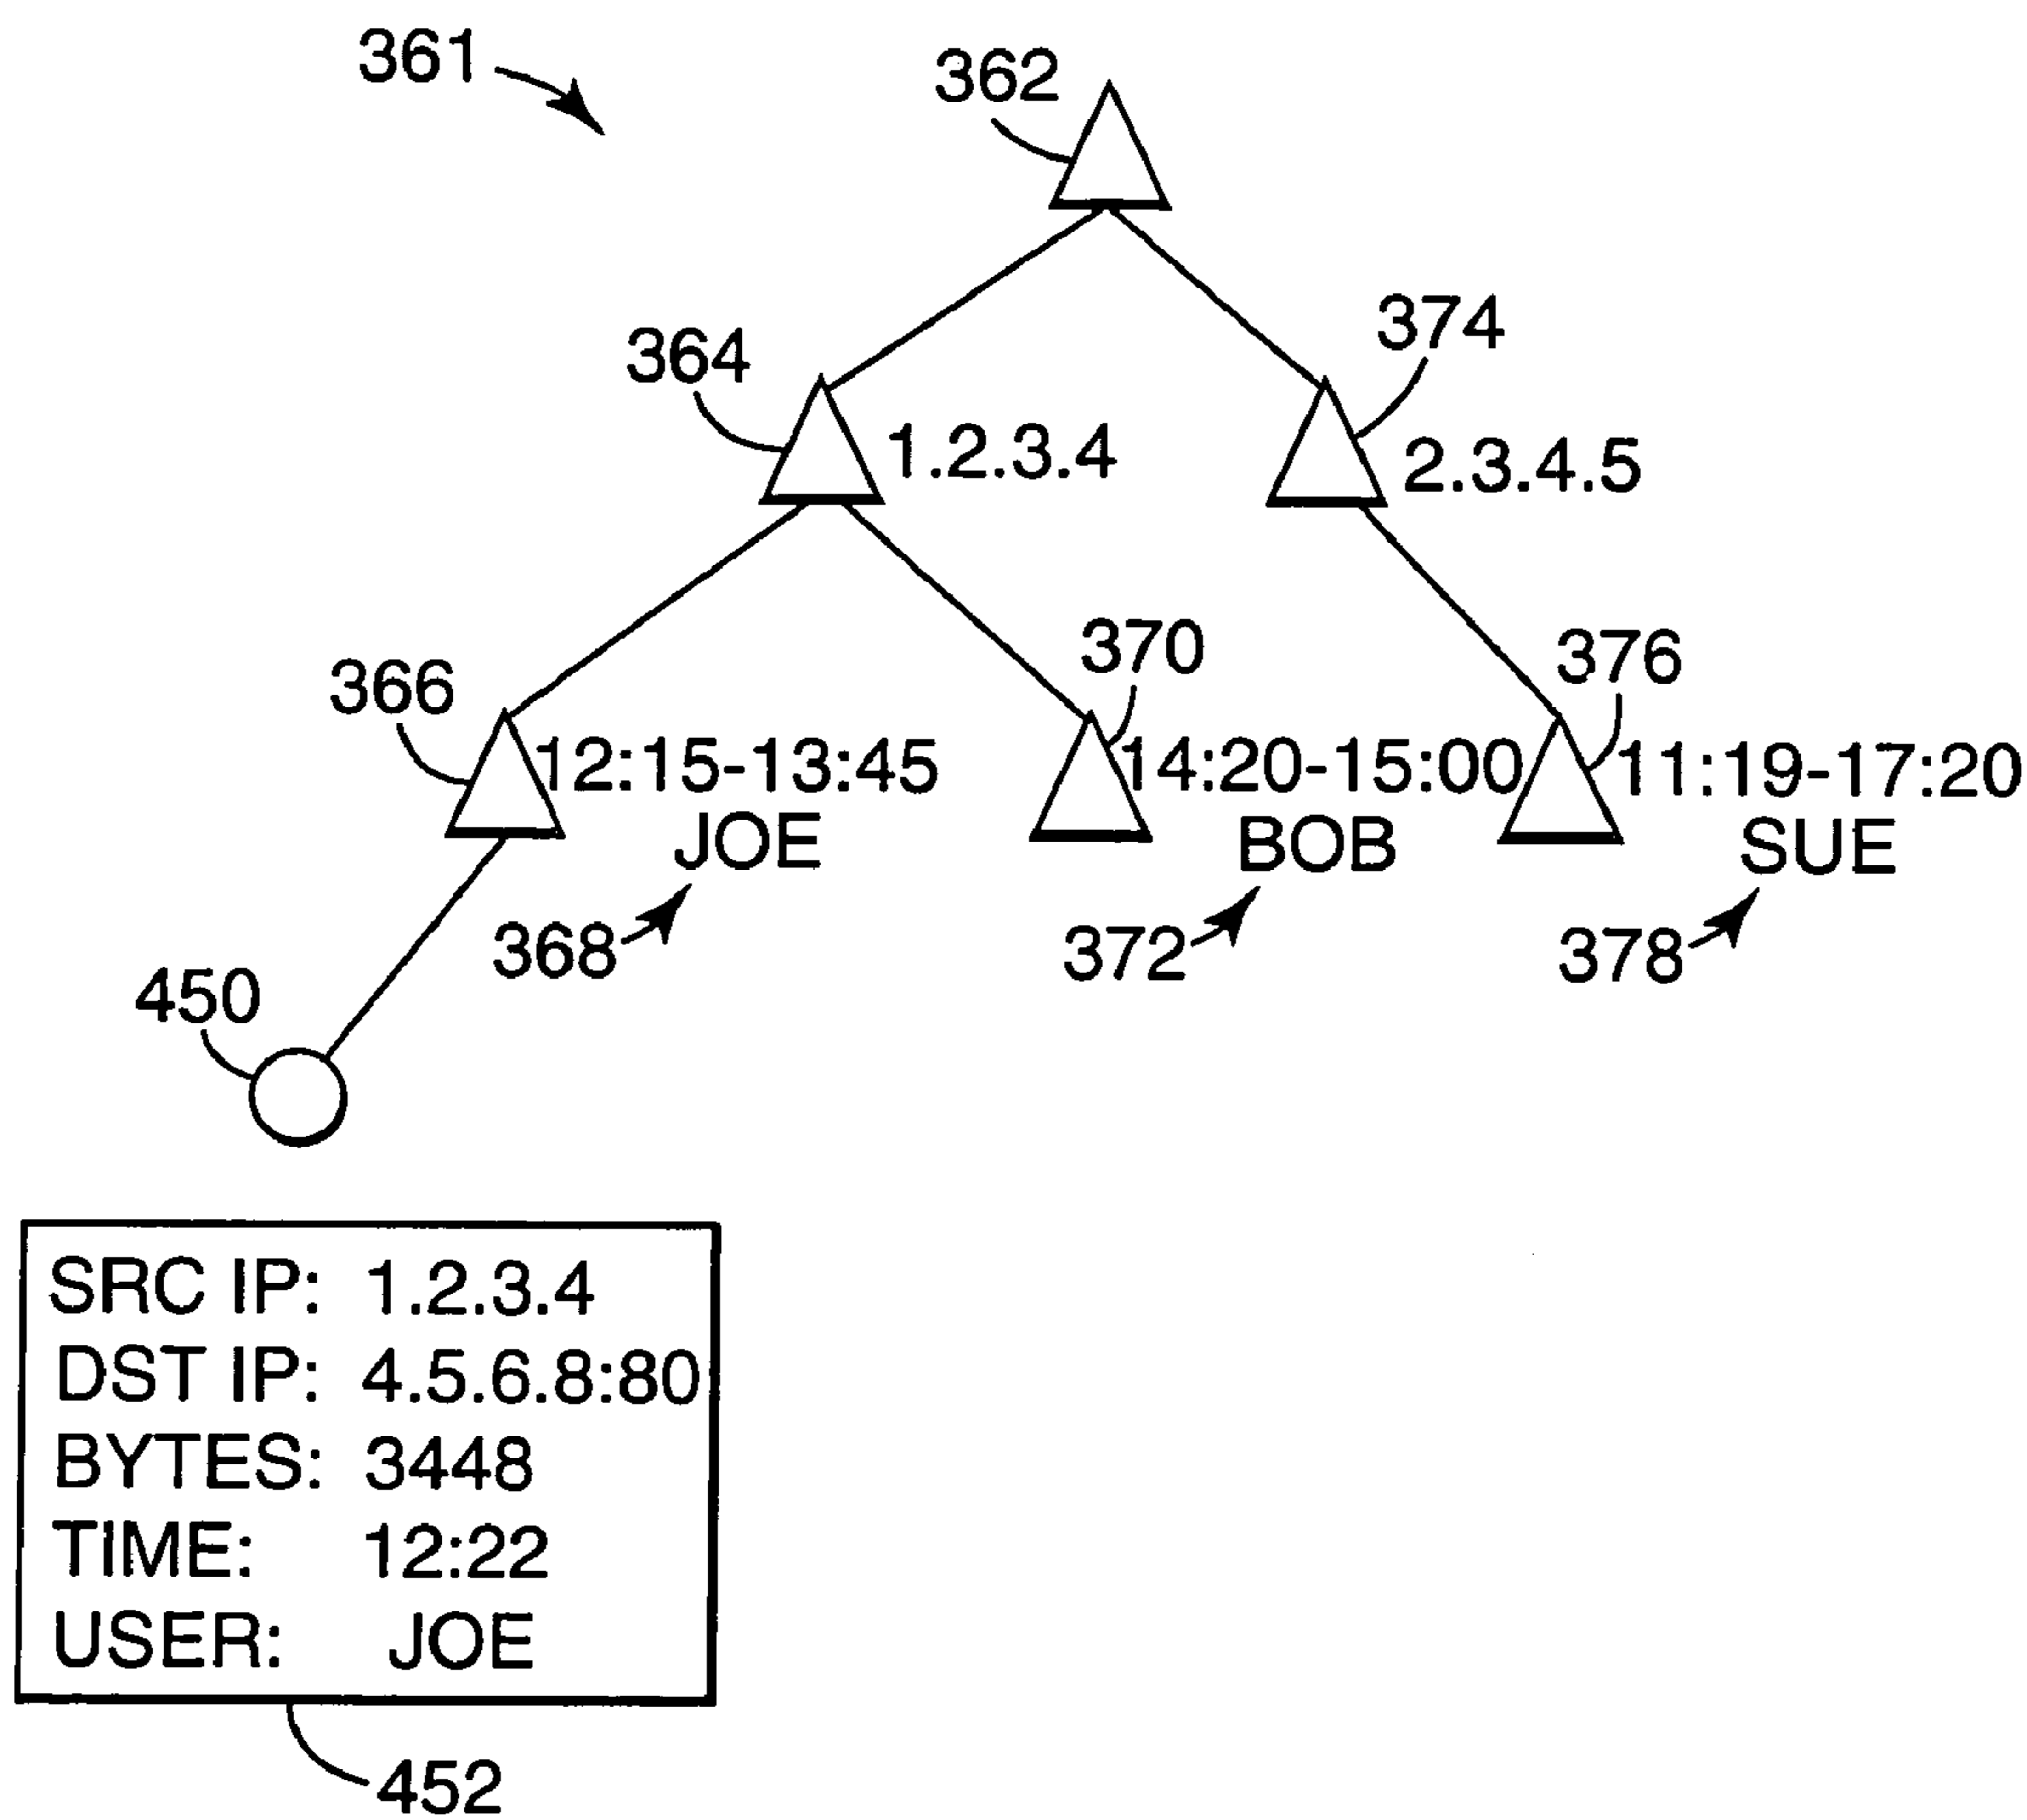 361
362
364
374
1.2.3.4
2.3.4.5
366
370
376
12:15-13:45
14:20-15:00
11:19-17:20
JOE
BOB
SUE
368
372
378
450
SRC IP: 1.2.3.4
DST IP: 4.5.6.8:80
BYTES: 3448
TIME: 12:22
USER: JOE
452